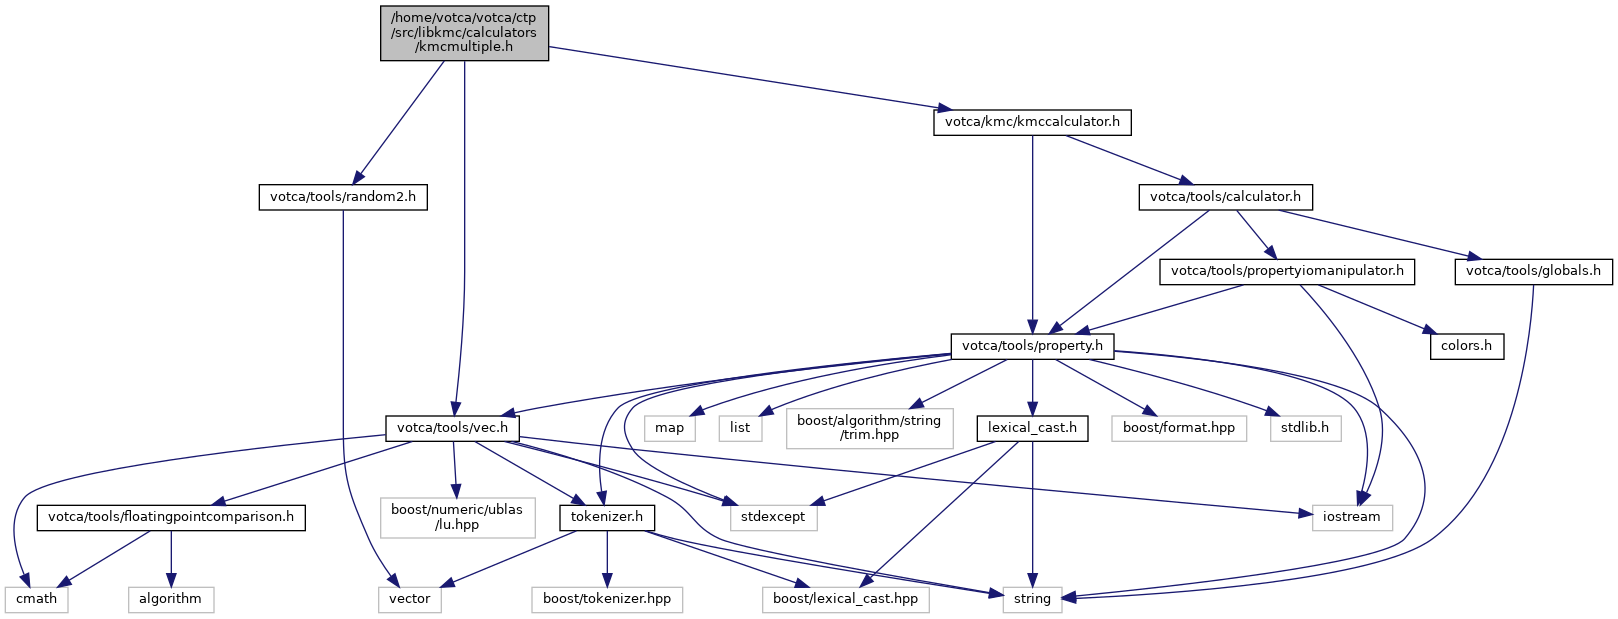 /home/votca/votca/ctp
/src/libkmc/calculators
/kmcmultiple.h
votca/kmc/kmccalculator.h
votca/tools/random2.h
votca/tools/calculator.h
votca/tools/propertyiomanipulator.h
votca/tools/globals.h
votca/tools/property.h
colors.h
votca/tools/vec.h
map
list
boost/algorithm/string
/trim.hpp
lexical_cast.h
boost/format.hpp
stdlib.h
votca/tools/floatingpointcomparison.h
boost/numeric/ublas
/lu.hpp
tokenizer.h
stdexcept
iostream
cmath
algorithm
vector
boost/tokenizer.hpp
boost/lexical_cast.hpp
string